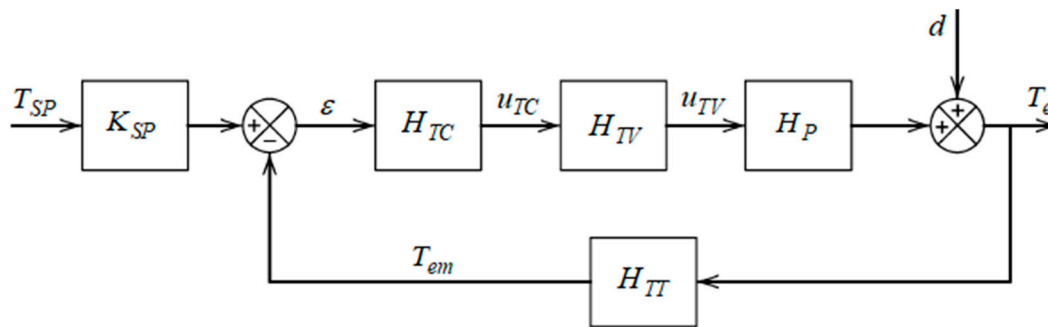 d
T_SP K_SP + − ε H_TC u_TC H_TV u_TV H_P + + T_e
T_em H_TT